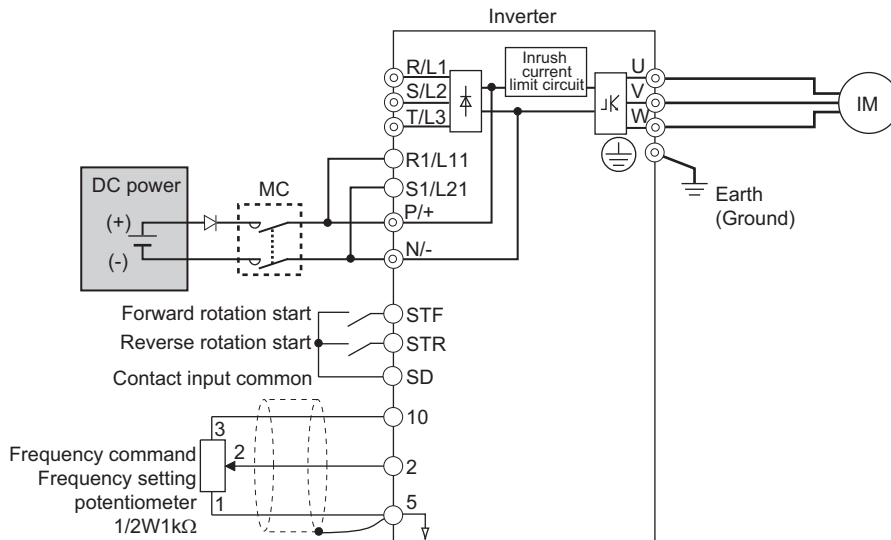 Inverter
R/L1
S/L2
T/L3
Inrush
current
limit circuit
U
V
W
IM
R1/L11
S1/L21
P/+
N/-
DC power
(+)
(-)
MC
Earth
(Ground)
Forward rotation start
STF
Reverse rotation start
STR
Contact input common
SD
3
10
Frequency command
2
2
Frequency setting
potentiometer
1
5
1/2W1kΩ